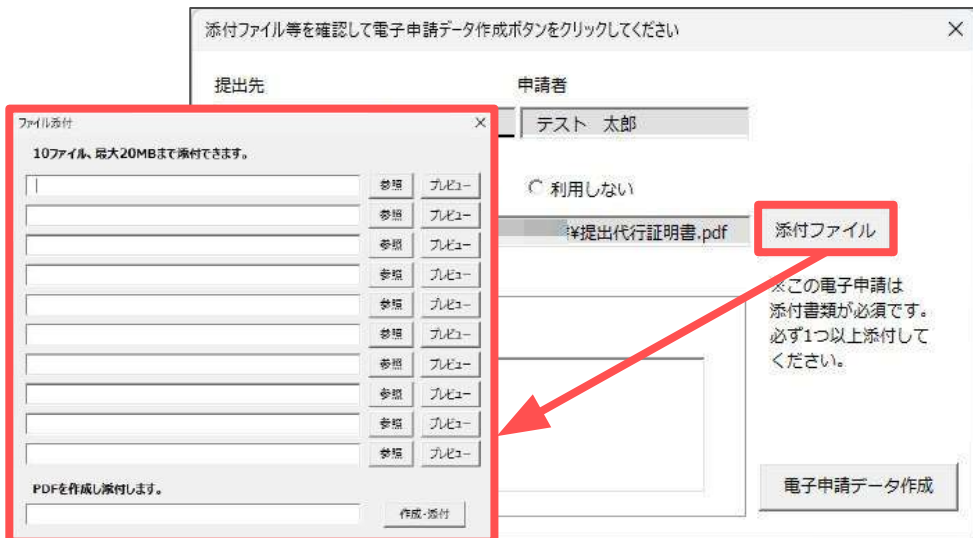 添付ファイル等を確認して電子申請データ作成ボタンをクリックしてください
提出先
申請者
テスト 太郎
利用しない
¥提出代行証明書.pdf
添付ファイル
※この電子申請は
添付書類が必須です。
必ず1つ以上添付して
ください。
電子申請データ作成
ファイル添付
10ファイル、最大20MBまで添付できます。
参照 プレビュー
参照 プレビュー
参照 プレビュー
参照 プレビュー
参照 プレビュー
参照 プレビュー
参照 プレビュー
参照 プレビュー
参照 プレビュー
参照 プレビュー
PDFを作成し添付します。
作成・添付